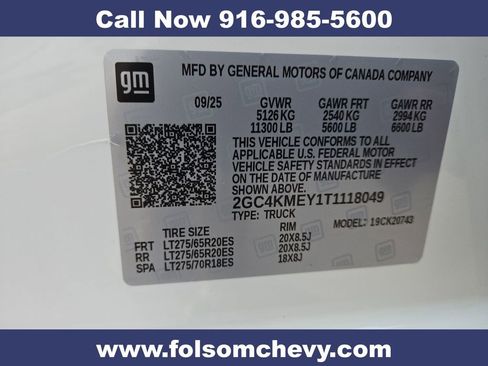 Call Now 916-985-5600
gm
MFD BY GENERAL MOTORS OF CANADA COMPANY
09/25 GVWR GAWR FRT GAWR RR
5126 KG 2540 KG 2994 KG
11300 LB 5600 LB 6600 LB
THIS VEHICLE CONFORMS TO ALL
APPLICABLE U.S. FEDERAL MOTOR
VEHICLE SAFETY STANDARDS IN EFFECT
ON THE DATE OF MANUFACTURE
SHOWN ABOVE.
2GC4KMEY1T1118049
TYPE: TRUCK MODEL: 19CK20743
TIRE SIZE RIM
FRT LT275/65R20ES 20X8.5J
RR LT275/65R20ES 20X8.5J
SPA LT275/70R18ES 18X8J
www.folsomchevy.com